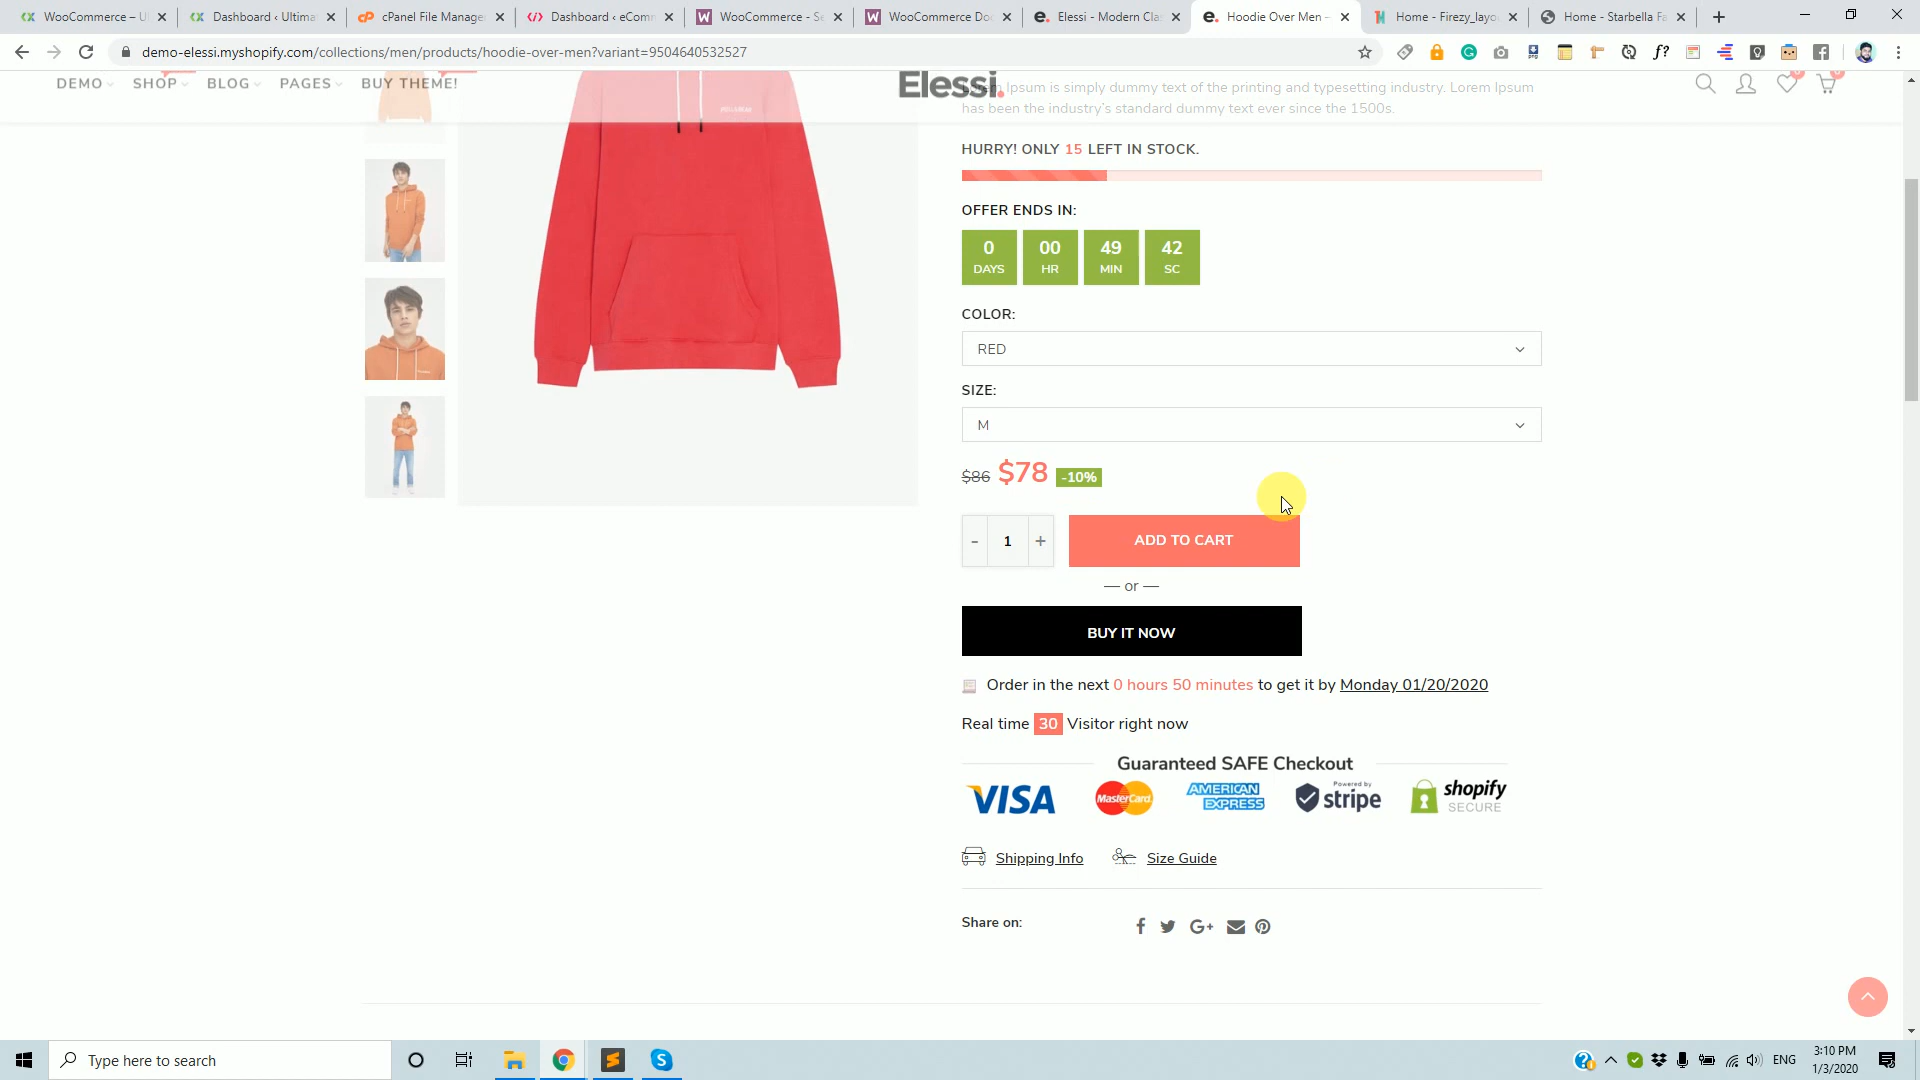 WooCommerce – U
Dashboard ‹ Ultima
cPanel File Manage
Dashboard ‹ eComm
WooCommerce - Se
WooCommerce Do
Elessi - Modern Cla
Hoodie Over Men –
Home - Firezy_layo
Home - Starbella Fa
demo-elessi.myshopify.com/collections/men/products/hoodie-over-men?variant=9504640532527
DEMO SHOP BLOG PAGES BUY THEME!
Elessi.
Lorem Ipsum is simply dummy text of the printing and typesetting industry. Lorem Ipsum
has been the industry's standard dummy text ever since the 1500s.
HURRY! ONLY 15 LEFT IN STOCK.
OFFER ENDS IN:
0 00 49 42
DAYS HR MIN SC
COLOR:
RED
SIZE:
M
$86 $78 -10%
- 1 + ADD TO CART
— or —
BUY IT NOW
Order in the next 0 hours 50 minutes to get it by Monday 01/20/2020
Real time 30 Visitor right now
Guaranteed SAFE Checkout
VISA MasterCard AMERICAN EXPRESS Powered by stripe shopify SECURE
Shipping Info Size Guide
Share on:
Type here to search
ENG
3:10 PM
1/3/2020